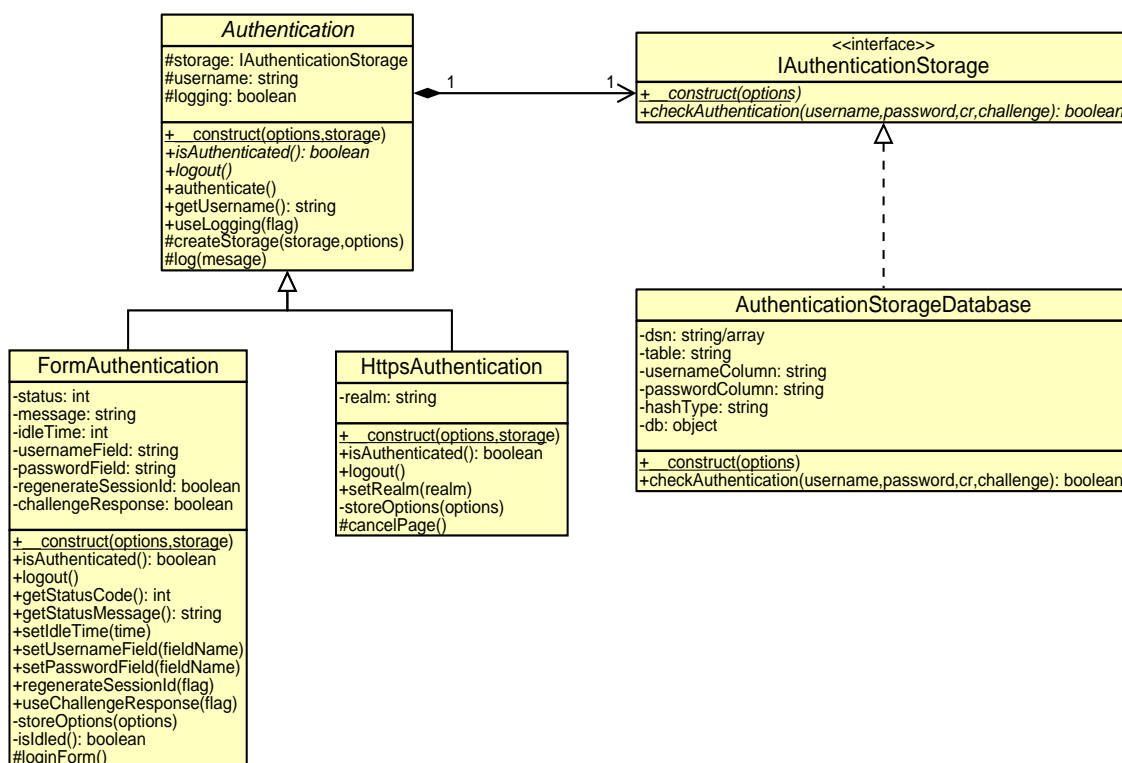 Authentication
#storage: IAuthenticationStorage
#username: string
#logging: boolean
+__construct(options,storage)
+isAuthenticated(): boolean
+logout()
+authenticate()
+getUsername(): string
+useLogging(flag)
#createStorage(storage,options)
#log(mesage)
1
1
<<interface>>
IAuthenticationStorage
+__construct(options)
+checkAuthentication(username,password,cr,challenge): boolean
FormAuthentication
-status: int
-message: string
-idleTime: int
-usernameField: string
-passwordField: string
-regenerateSessionId: boolean
-challengeResponse: boolean
+__construct(options,storage)
+isAuthenticated(): boolean
+logout()
+getStatusCode(): int
+getStatusMessage(): string
+setIdleTime(time)
+setUsernameField(fieldName)
+setPasswordField(fieldName)
+regenerateSessionId(flag)
+useChallengeResponse(flag)
-storeOptions(options)
-isIdled(): boolean
#loginForm()
HttpsAuthentication
-realm: string
+__construct(options,storage)
+isAuthenticated(): boolean
+logout()
+setRealm(realm)
-storeOptions(options)
#cancelPage()
AuthenticationStorageDatabase
-dsn: string/array
-table: string
-usernameColumn: string
-passwordColumn: string
-hashType: string
-db: object
+__construct(options)
+checkAuthentication(username,password,cr,challenge): boolean